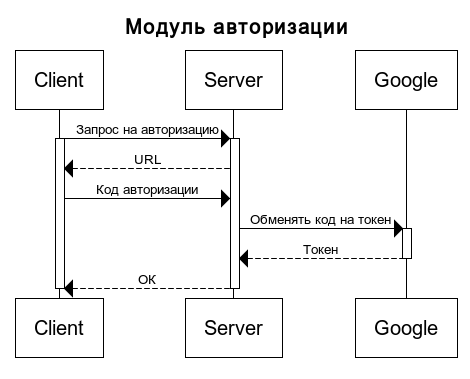 Модуль авторизации
Client
Server
Google
Запрос на авторизацию
URL
Код авторизации
Обменять код на токен
Токен
ОК
Client
Server
Google